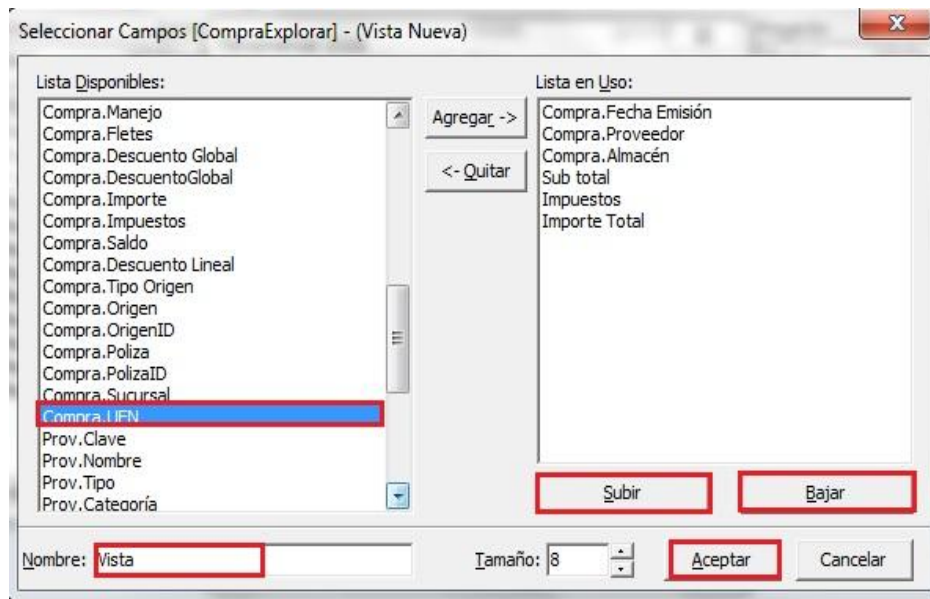 Seleccionar Campos [CompraExplorar] - (Vista Nueva)
x
Lista Disponibles:
Compra.Manejo
Compra.Fletes
Compra.Descuento Global
Compra.DescuentoGlobal
Compra.Importe
Compra.Impuestos
Compra.Saldo
Compra.Descuento Lineal
Compra.Tipo Origen
Compra.Origen
Compra.OrigenID
Compra.Poliza
Compra.PolizaID
Compra.Sucursal
Compra.UEN
Prov.Clave
Prov.Nombre
Prov.Tipo
Prov.Categoría
Agregar ->
<- Quitar
Lista en Uso:
Compra.Fecha Emisión
Compra.Proveedor
Compra.Almacén
Sub total
Impuestos
Importe Total
Subir
Bajar
Nombre: Vista
Tamaño: 8
Aceptar
Cancelar